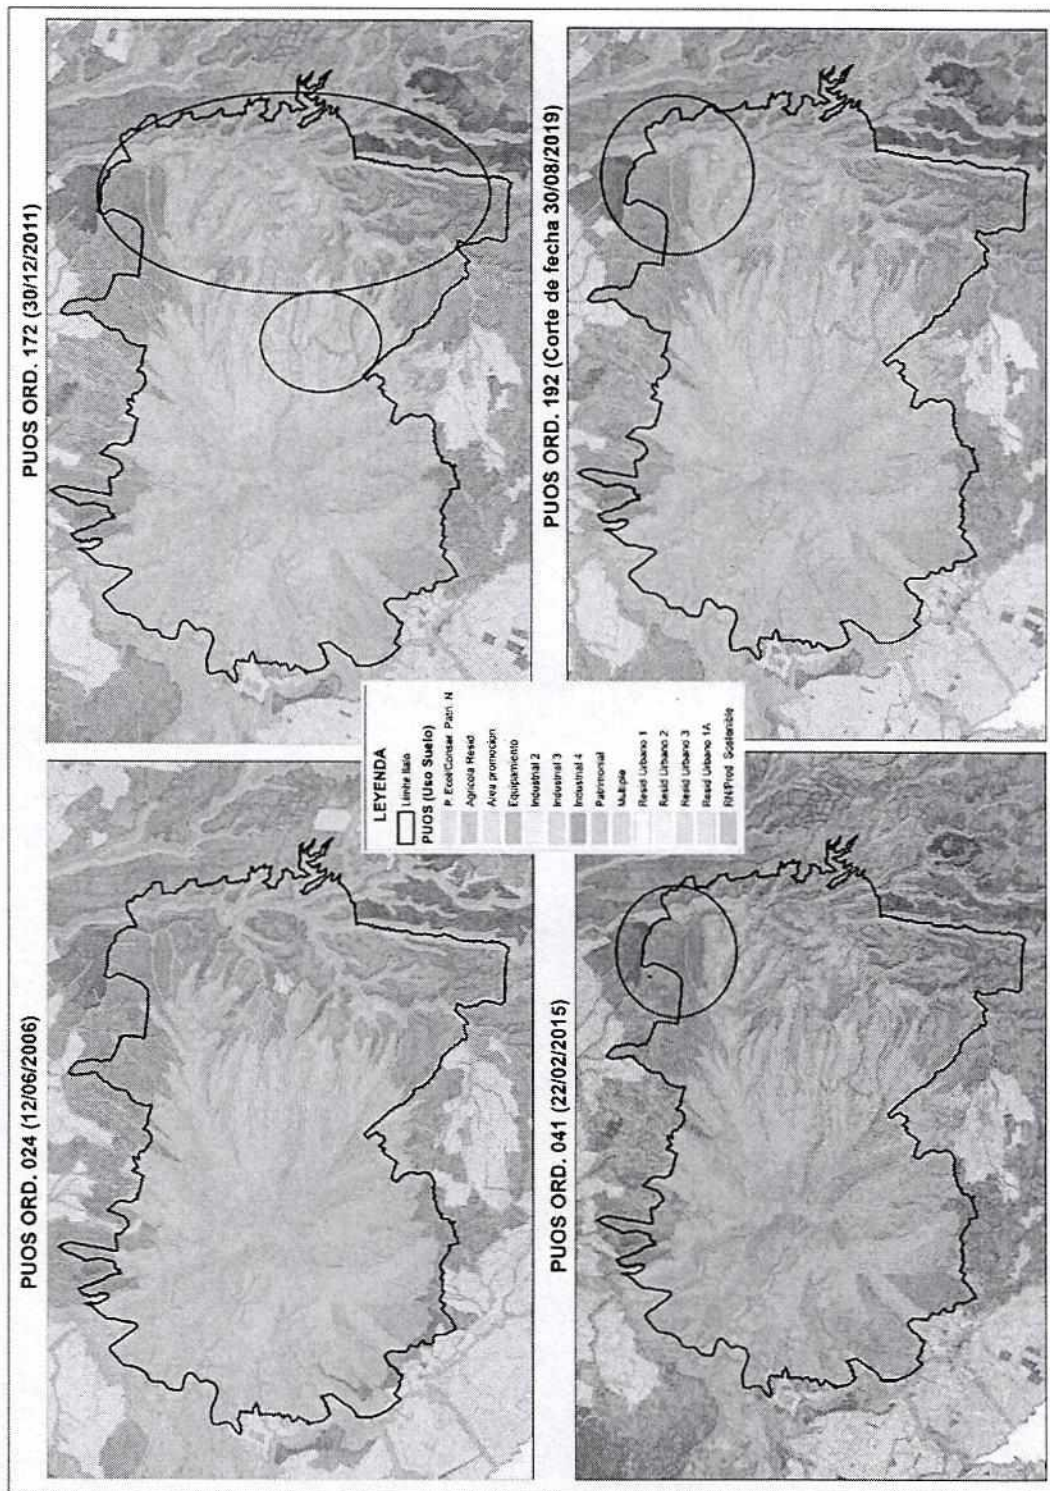 PUOS ORD. 024 (12/06/2006)
PUOS ORD. 172 (30/12/2011)
LEYENDA
Limite Ilalo
PUOS (Uso Suelo)
P. Ecol/Conser. Patri. N
Agricola Resid.
Area promocion
Equipamiento
Industrial 2
Industrial 3
Industrial 4
Patrimonial
Multiple
Resid Urbano 1
Resid Urbano 2
Resid Urbano 3
Resid Urbano 1A
RN/Prod. Sostenible
PUOS ORD. 041 (22/02/2015)
PUOS ORD. 192 (Corte de fecha 30/08/2019)